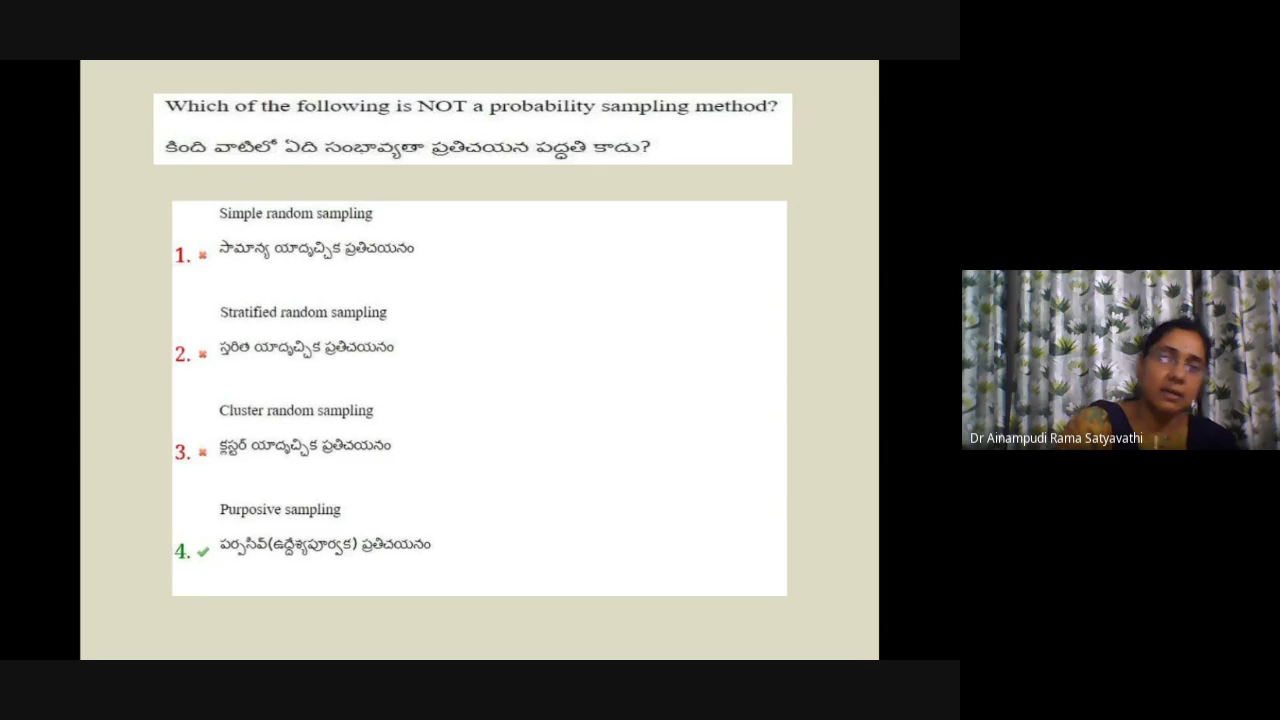 Which of the following is NOT a probability sampling method?
కింది వాటిలో ఏది సంభావ్యతా ప్రతిచయన పద్ధతి కాదు?
Simple random sampling
1. సామాన్య యాదృచ్చిక ప్రతిచయనం
Stratified random sampling
2. స్తరిత యాదృచ్చిక ప్రతిచయనం
Cluster random sampling
3. క్లస్టర్ యాదృచ్చిక ప్రతిచయనం
Purposive sampling
4. పర్పసివ్(ఉద్దేశ్యపూర్వక) ప్రతిచయనం
Dr Ainampudi Rama Satyavathi